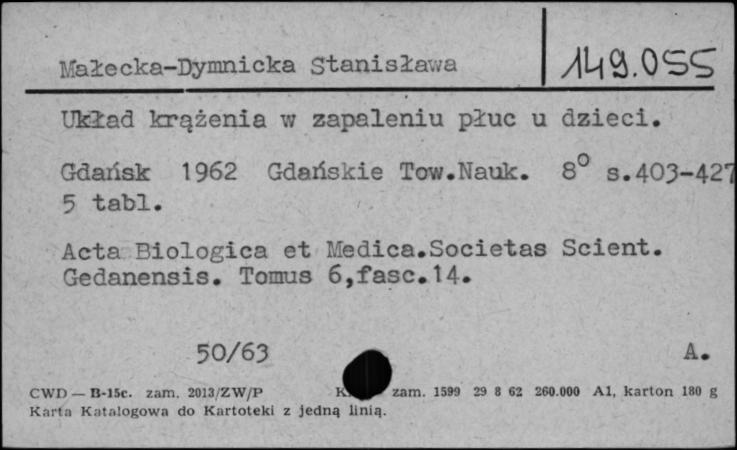 Małecka-Dymnicka Stanisława 149.055
Układ krążenia w zapaleniu płuc u dzieci.
Gdańsk 1962 Gdańskie Tow.Nauk. 8° s.403-427
5 tabl.
Acta Biologica et Medica.Societas Scient.
Gedanensis. Tomus 6,fasc.14.
50/63 A.
CWD — B-15c. zam. 2013/ZW/P zam. 1599 29 8 62 260.000 A1, karton 180 g
Karta Katalogowa do Kartoteki z jedną linią.